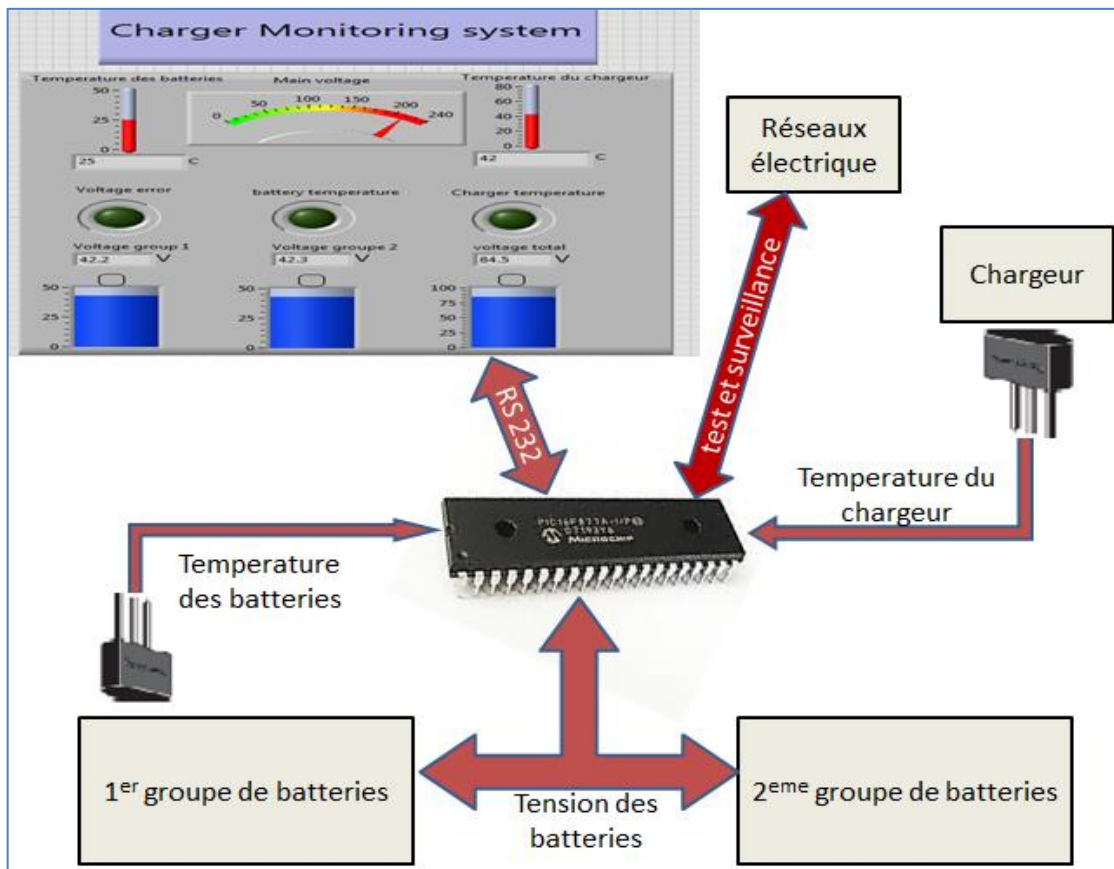 Charger Monitoring system
Temperature des batteries
Main voltage
Temperature du chargeur
50
25
0
25
C
0
50
100
150
200
240
80
60
40
20
0
42
C
Voltage error
battery temperature
Charger temperature
Voltage group 1
42.2
V
Voltage groupe 2
42.3
V
voltage total
84.5
V
50
25
0
50
25
0
100
75
50
25
0
Réseaux
électrique
Chargeur
RS 232
test et surveillance
Temperature du
chargeur
PIC16F877A-I/P
MICROCHIP
Temperature
des batteries
1er groupe de batteries
Tension des
batteries
2eme groupe de batteries